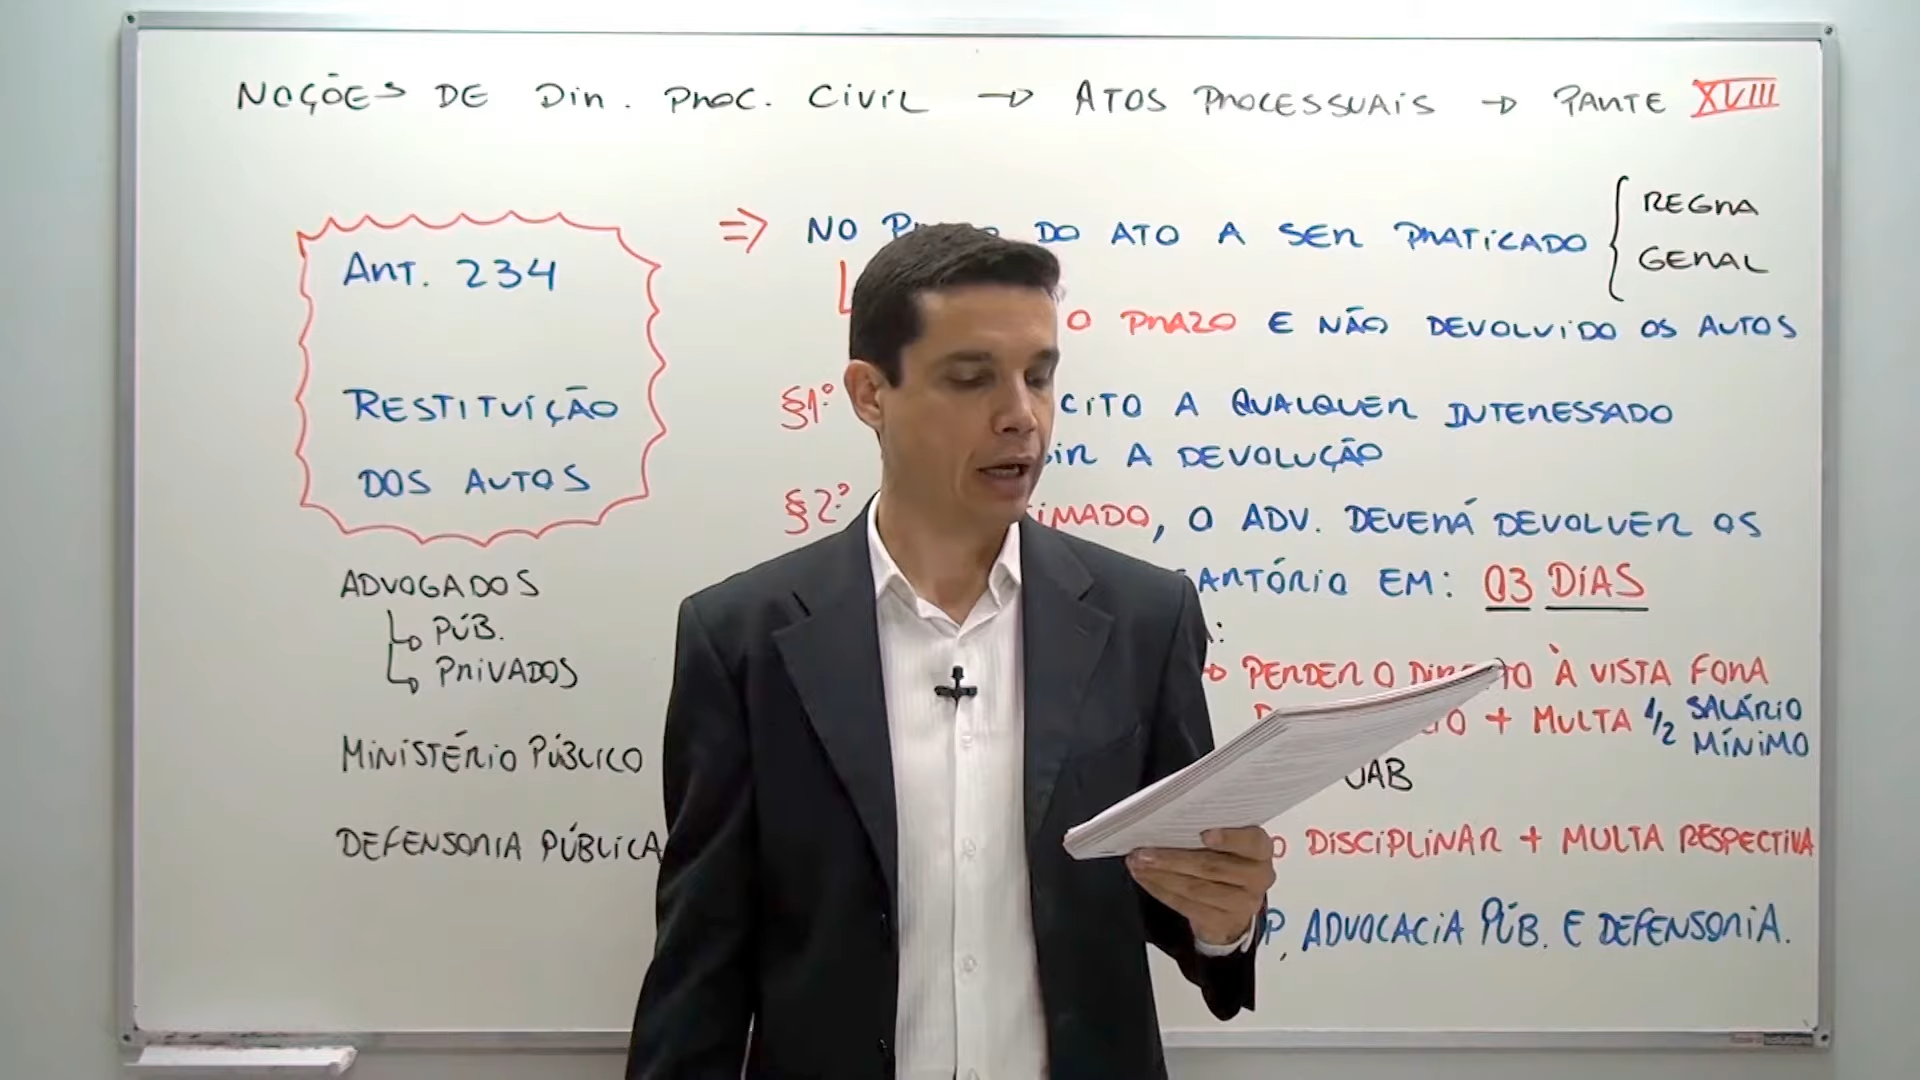 NOÇÕES DE DIR. PROC. CIVIL → ATOS PROCESSUAIS → PARTE XVIII
ART. 234
RESTITUIÇÃO
DOS AUTOS
ADVOGADOS
PÚB.
PRIVADOS
MINISTÉRIO PÚBLICO
DEFENSORIA PÚBLICA
⇒ NO DO ATO A SER PRATICADO
REGRA
GERAL
O PRAZO E NÃO DEVOLVIDO OS AUTOS
§1º A QUALQUER INTERESSADO
A DEVOLUÇÃO
§2º , O ADV. DEVERÁ DEVOLVER OS
EM: 03 DIAS
PERDER O À VISTA FORA
+ MULTA 1/2 SALÁRIO
MÍNIMO
DISCIPLINAR + MULTA RESPECTIVA
, ADVOCACIA PÚB. E DEFENSORIA.